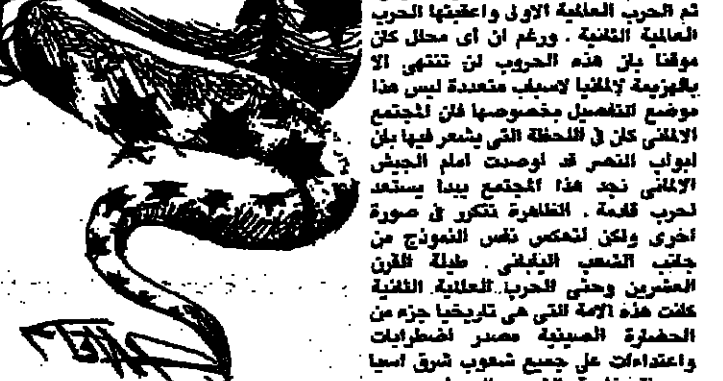 ثم الحرب العالمية الاولى واعقبتها الحرب
العالمية الثانية . ورغم ان اى محلل كان
موقنا بان هذه الحروب لن تنتهى الا
بالهزيمة لالمانيا لاسباب متعددة ليس هذا
موضع التفصيل بخصوصها فان المجتمع
الالمانى كان فى اللحظة التى يشعر فيها بان
ابواب النصر قد اوصدت امام الجيش
الالمانى نجد هذا المجتمع يبدا يستعد
لحرب قادمة . الظاهرة تتكرر فى صورة
اخرى ولكن لتعكس نفس النموذج من
جانب الشعب اليابانى . طيلة القرن
العشرين وحتى الحرب العالمية الثانية
كانت هذه الامة التى هى تاريخيا جزء من
الحضارة الصينية مصدر اضطرابات
واعتداءات على جميع شعوب شرق اسيا